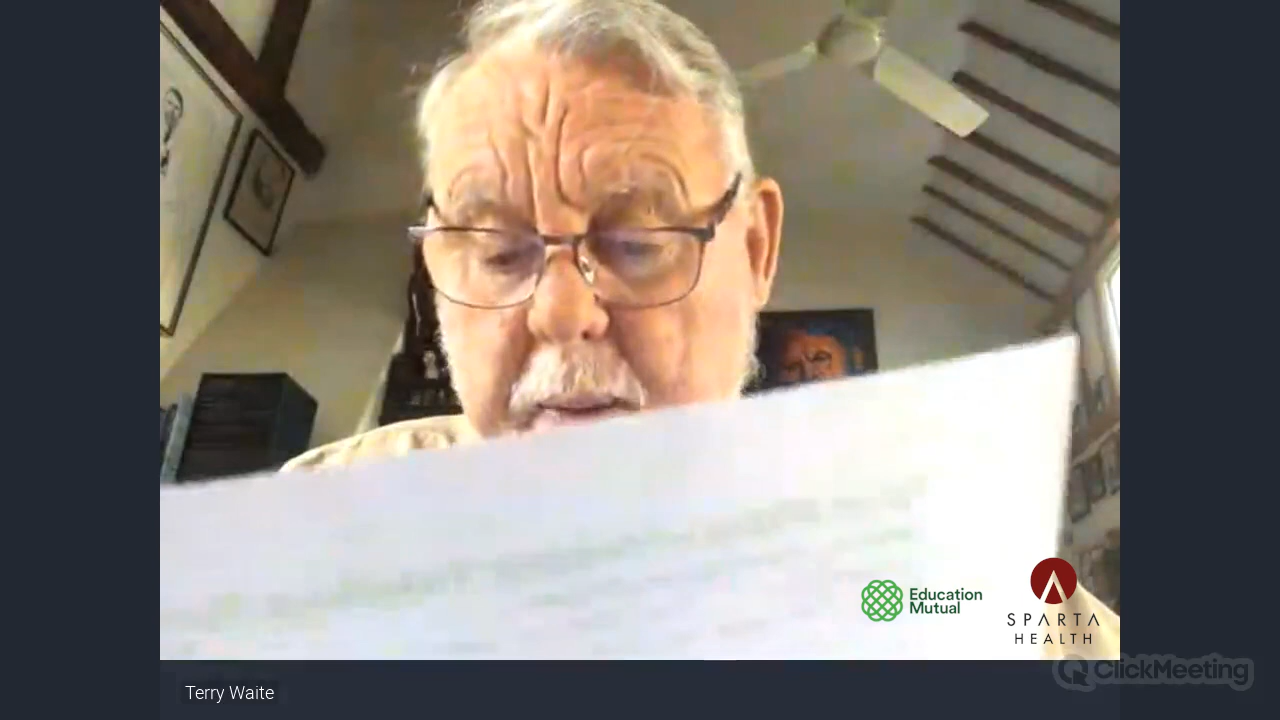 Education
Mutual
SPARTA
HEALTH
ClickMeeting
Terry Waite